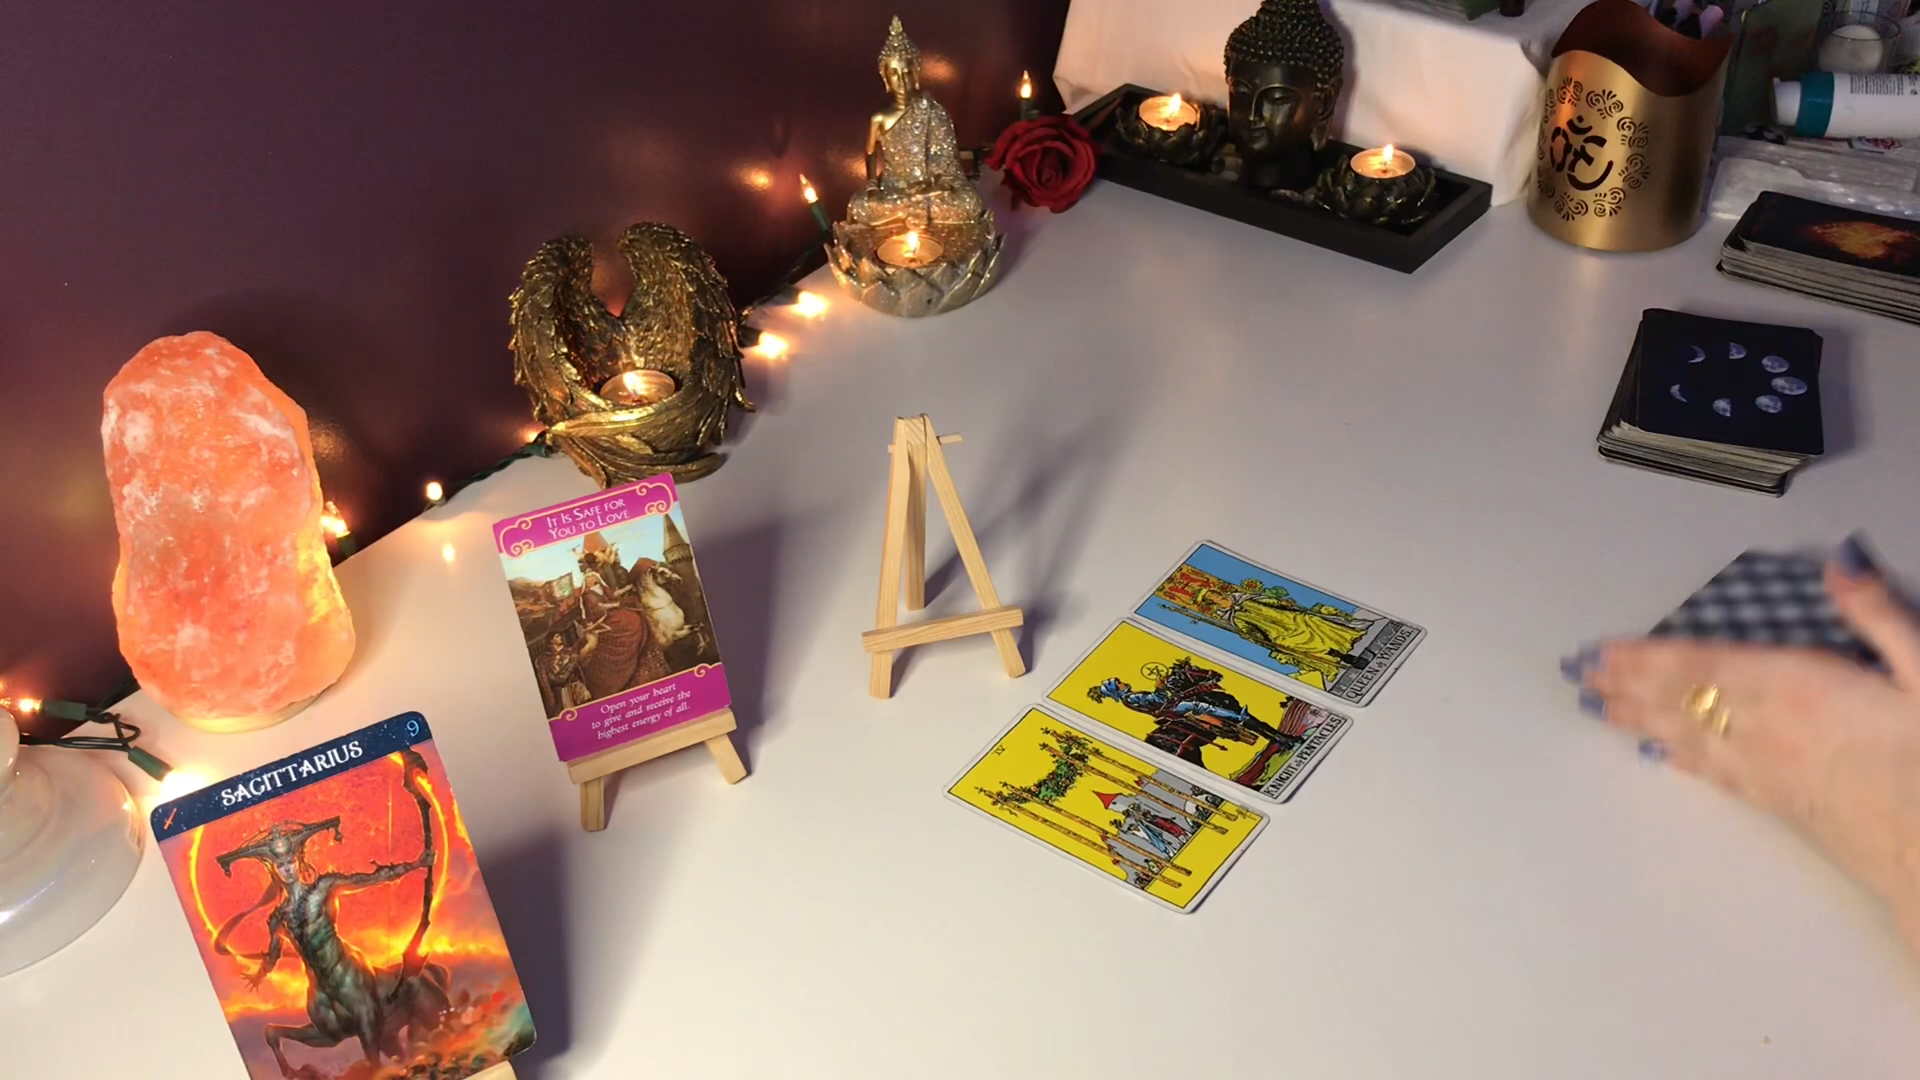 SAGITTARIUS
9
IT IS SAFE FOR
YOU TO LOVE
Open your heart
to give and receive the
highest energy of all.
QUEEN of WANDS.
KNIGHT of PENTACLES.
IV
ॐ